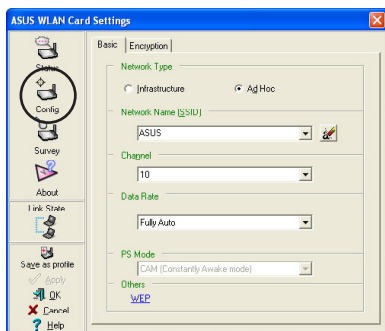 ASUS WLAN Card Settings
Status
Config
Survey
About
Link State
Save as profile
Apply
OK
Cancel
Help
Basic
Encryption
Network Type
Infrastructure
Ad Hoc
Network Name (SSID)
ASUS
Channel
10
Data Rate
Fully Auto
PS Mode
CAM (Constantly Awake mode)
Others
WEP